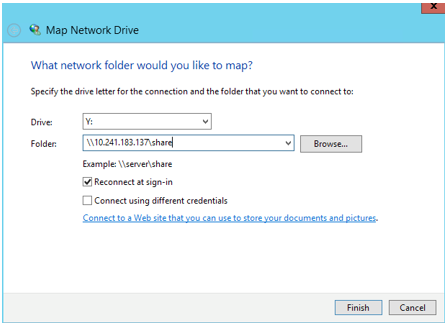 Map Network Drive
What network folder would you like to map?
Specify the drive letter for the connection and the folder that you want to connect to:
Drive: Y:
Folder: \\10.241.183.137\share Browse...
Example: \\server\share
Reconnect at sign-in
Connect using different credentials
Connect to a Web site that you can use to store your documents and pictures.
Finish Cancel